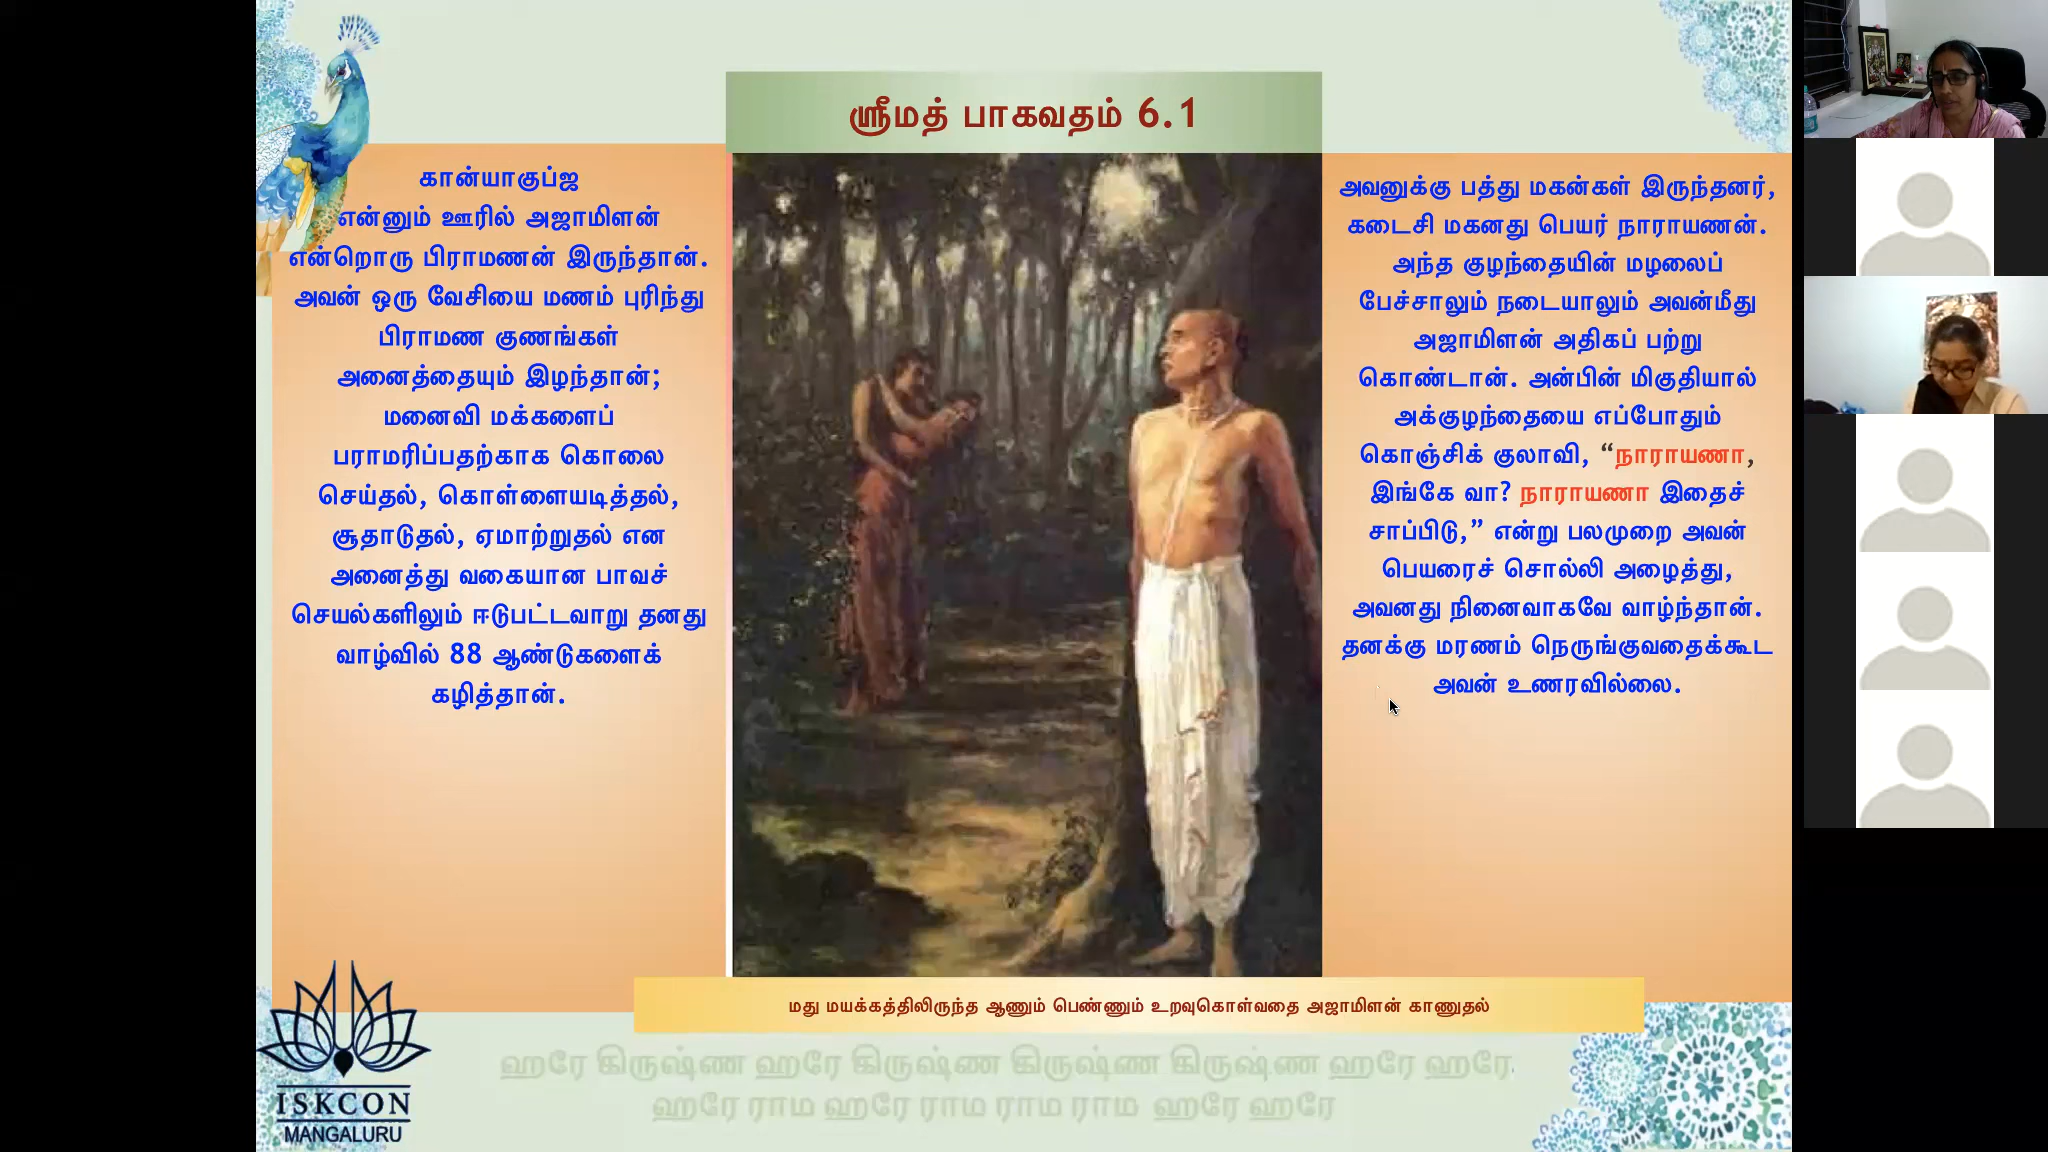 ஸ்ரீமத் பாகவதம் 6.1
கான்யாகுப்ஜ
என்னும் ஊரில் அஜாமிளன்
என்றொரு பிராமணன் இருந்தான்.
அவன் ஒரு வேசியை மணம் புரிந்து
பிராமண குணங்கள்
அனைத்தையும் இழந்தான்;
மனைவி மக்களைப்
பராமரிப்பதற்காக கொலை
செய்தல், கொள்ளையடித்தல்,
சூதாடுதல், ஏமாற்றுதல் என
அனைத்து வகையான பாவச்
செயல்களிலும் ஈடுபட்டவாறு தனது
வாழ்வில் 88 ஆண்டுகளைக்
கழித்தான்.
அவனுக்கு பத்து மகன்கள் இருந்தனர்,
கடைசி மகனது பெயர் நாராயணன்.
அந்த குழந்தையின் மழலைப்
பேச்சாலும் நடையாலும் அவன்மீது
அஜாமிளன் அதிகப் பற்று
கொண்டான். அன்பின் மிகுதியால்
அக்குழந்தையை எப்போதும்
கொஞ்சிக் குலாவி, “நாராயணா,
இங்கே வா? நாராயணா இதைச்
சாப்பிடு,” என்று பலமுறை அவன்
பெயரைச் சொல்லி அழைத்து,
அவனது நினைவாகவே வாழ்ந்தான்.
தனக்கு மரணம் நெருங்குவதைக்கூட
அவன் உணரவில்லை.
மது மயக்கத்திலிருந்த ஆணும் பெண்ணும் உறவுகொள்வதை அஜாமிளன் காணுதல்
ஹரே கிருஷ்ண ஹரே கிருஷ்ண கிருஷ்ண கிருஷ்ண ஹரே ஹரே
ஹரே ராம ஹரே ராம ராம ராம ஹரே ஹரே
ISKCON
MANGALURU